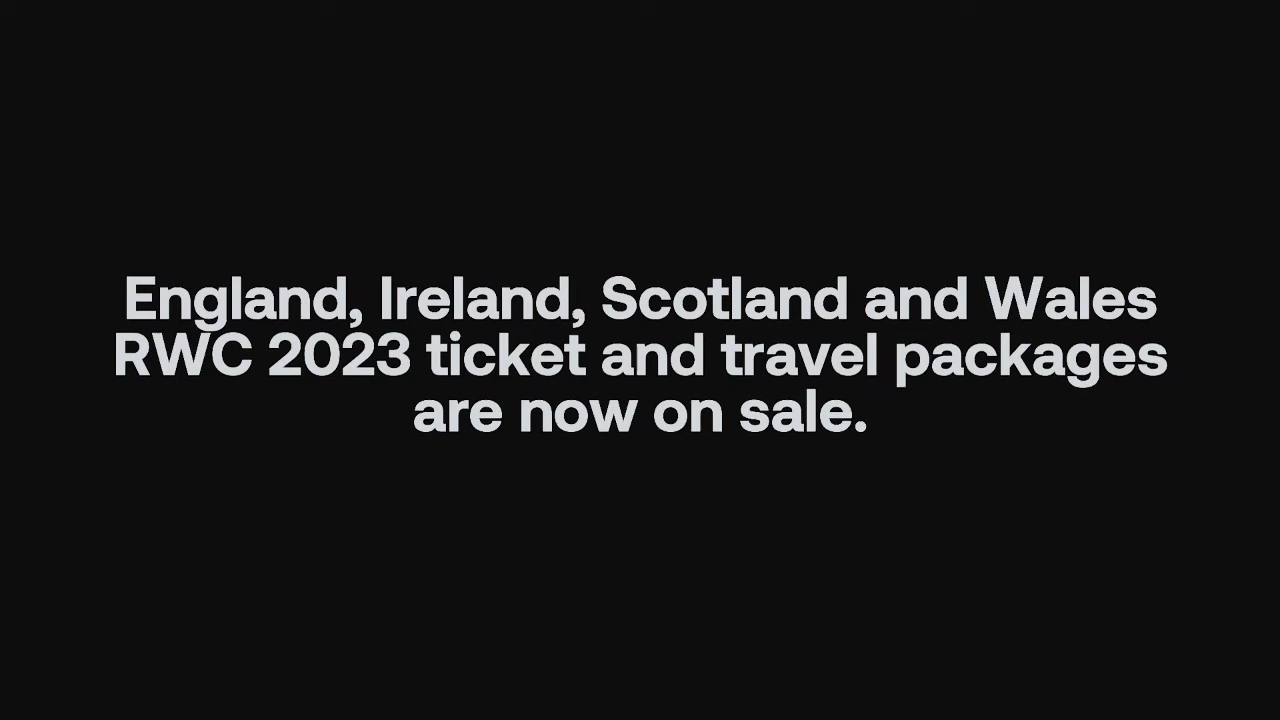 England, Ireland, Scotland and Wales
RWC 2023 ticket and travel packages
are now on sale.